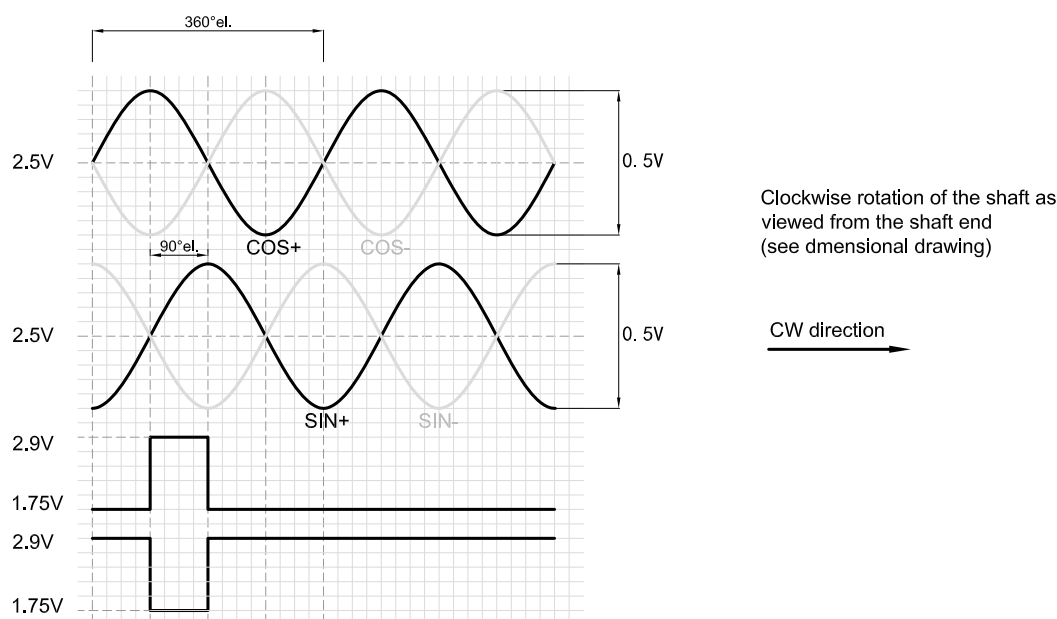 360°el.
2.5V
0. 5V
COS+
COS-
90°el.
2.5V
0. 5V
SIN+
SIN-
2.9V
1.75V
2.9V
1.75V
Clockwise rotation of the shaft as
viewed from the shaft end
(see dmensional drawing)
CW direction